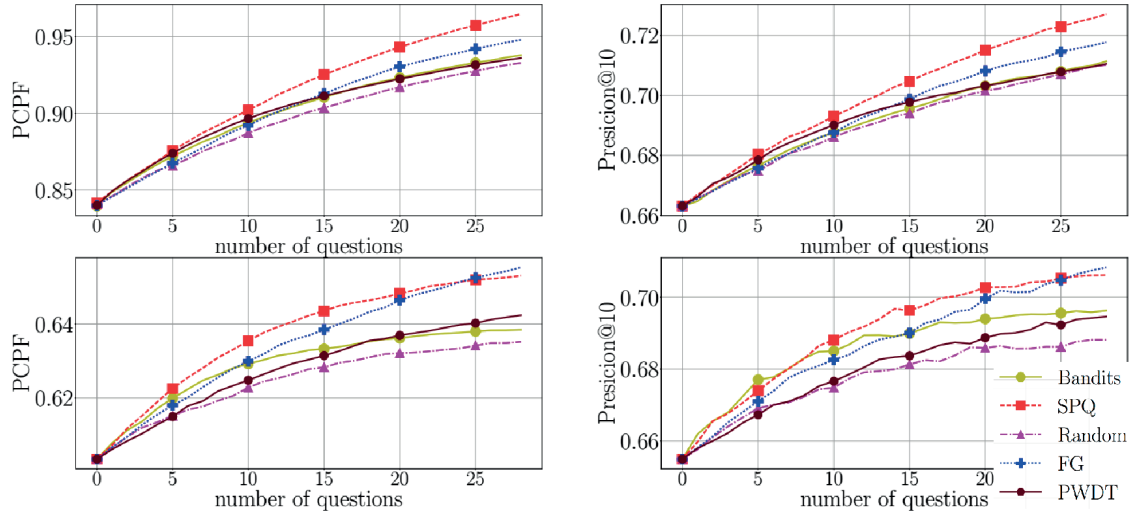 PCPF
0.95
0.90
0.85
0 5 10 15 20 25
number of questions
Presicion@10
0.72
0.70
0.68
0.66
0 5 10 15 20 25
number of questions
PCPF
0.64
0.62
0 5 10 15 20 25
number of questions
Presicion@10
0.70
0.68
0.66
0 5 10 15 20 25
number of questions
Bandits
SPQ
Random
FG
PWDT